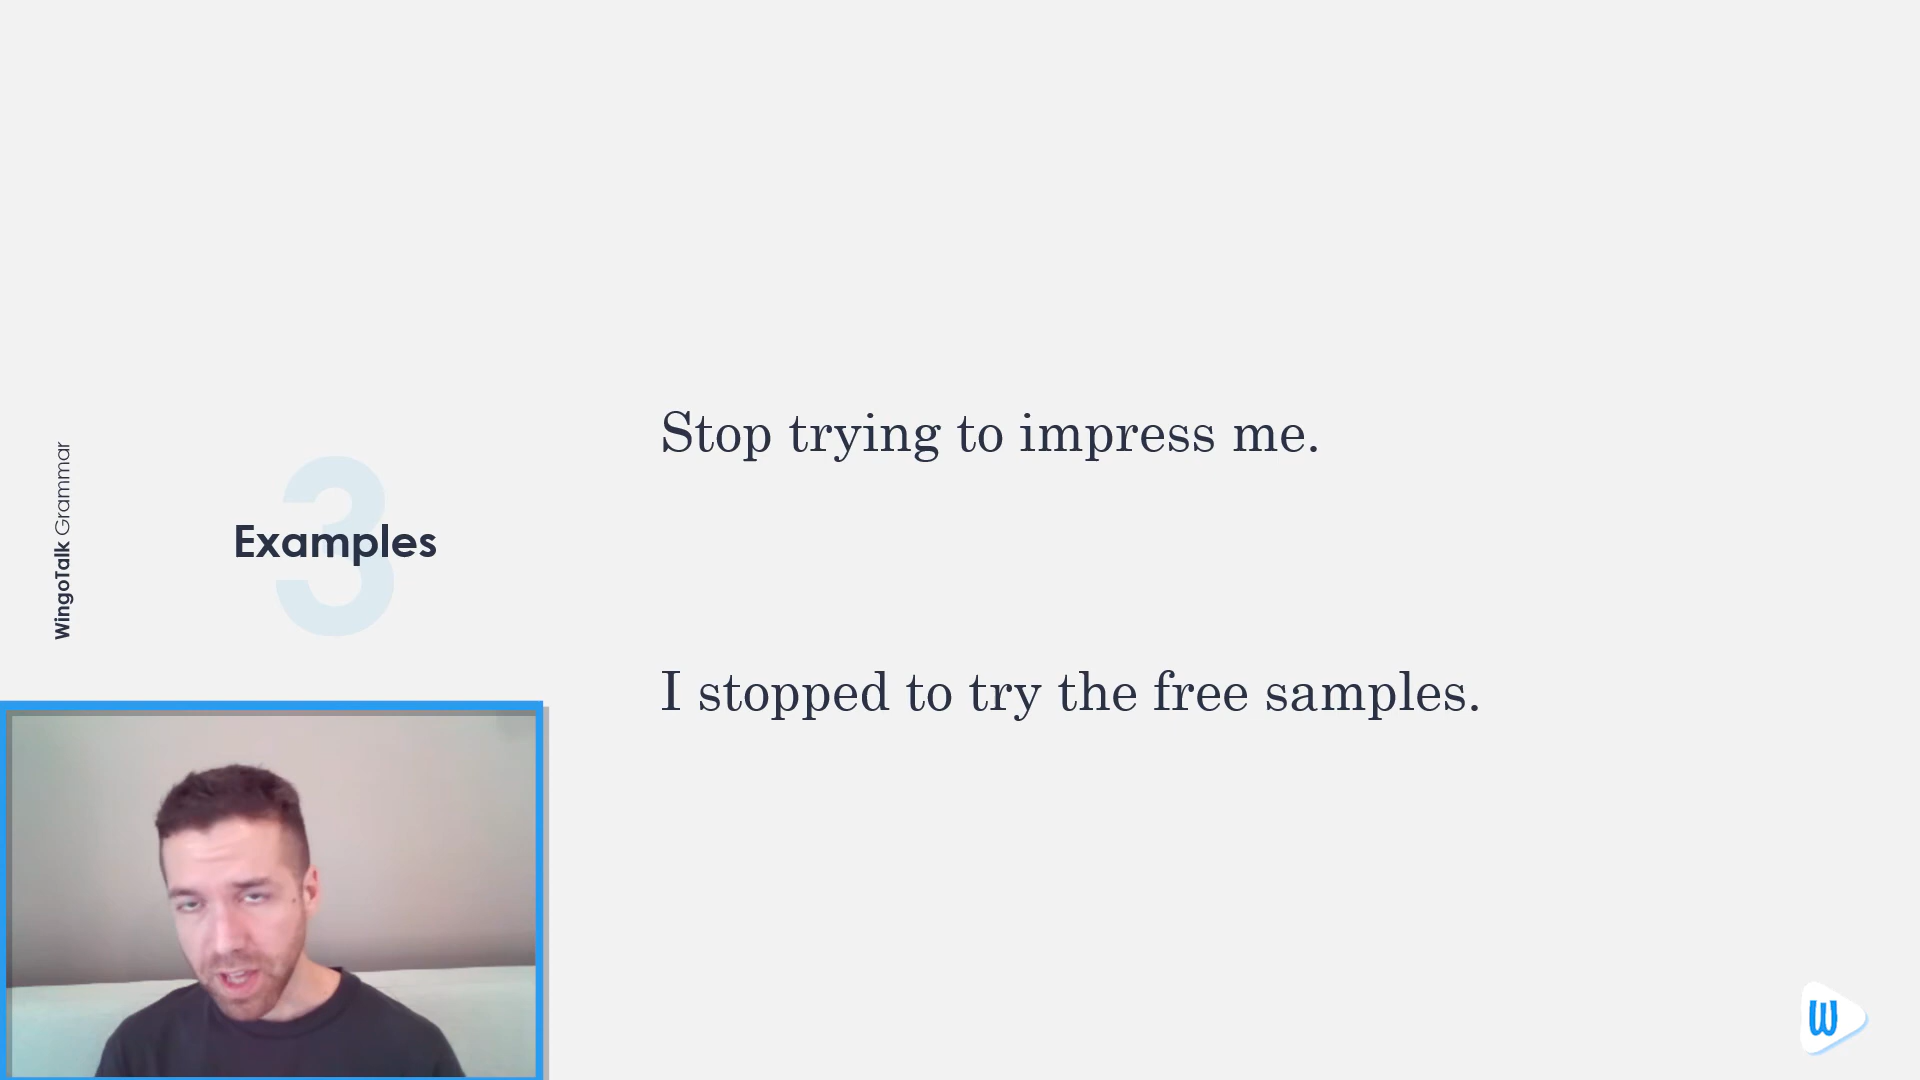 Stop trying to impress me.
WingoTalk Grammar
3
Examples
I stopped to try the free samples.
W